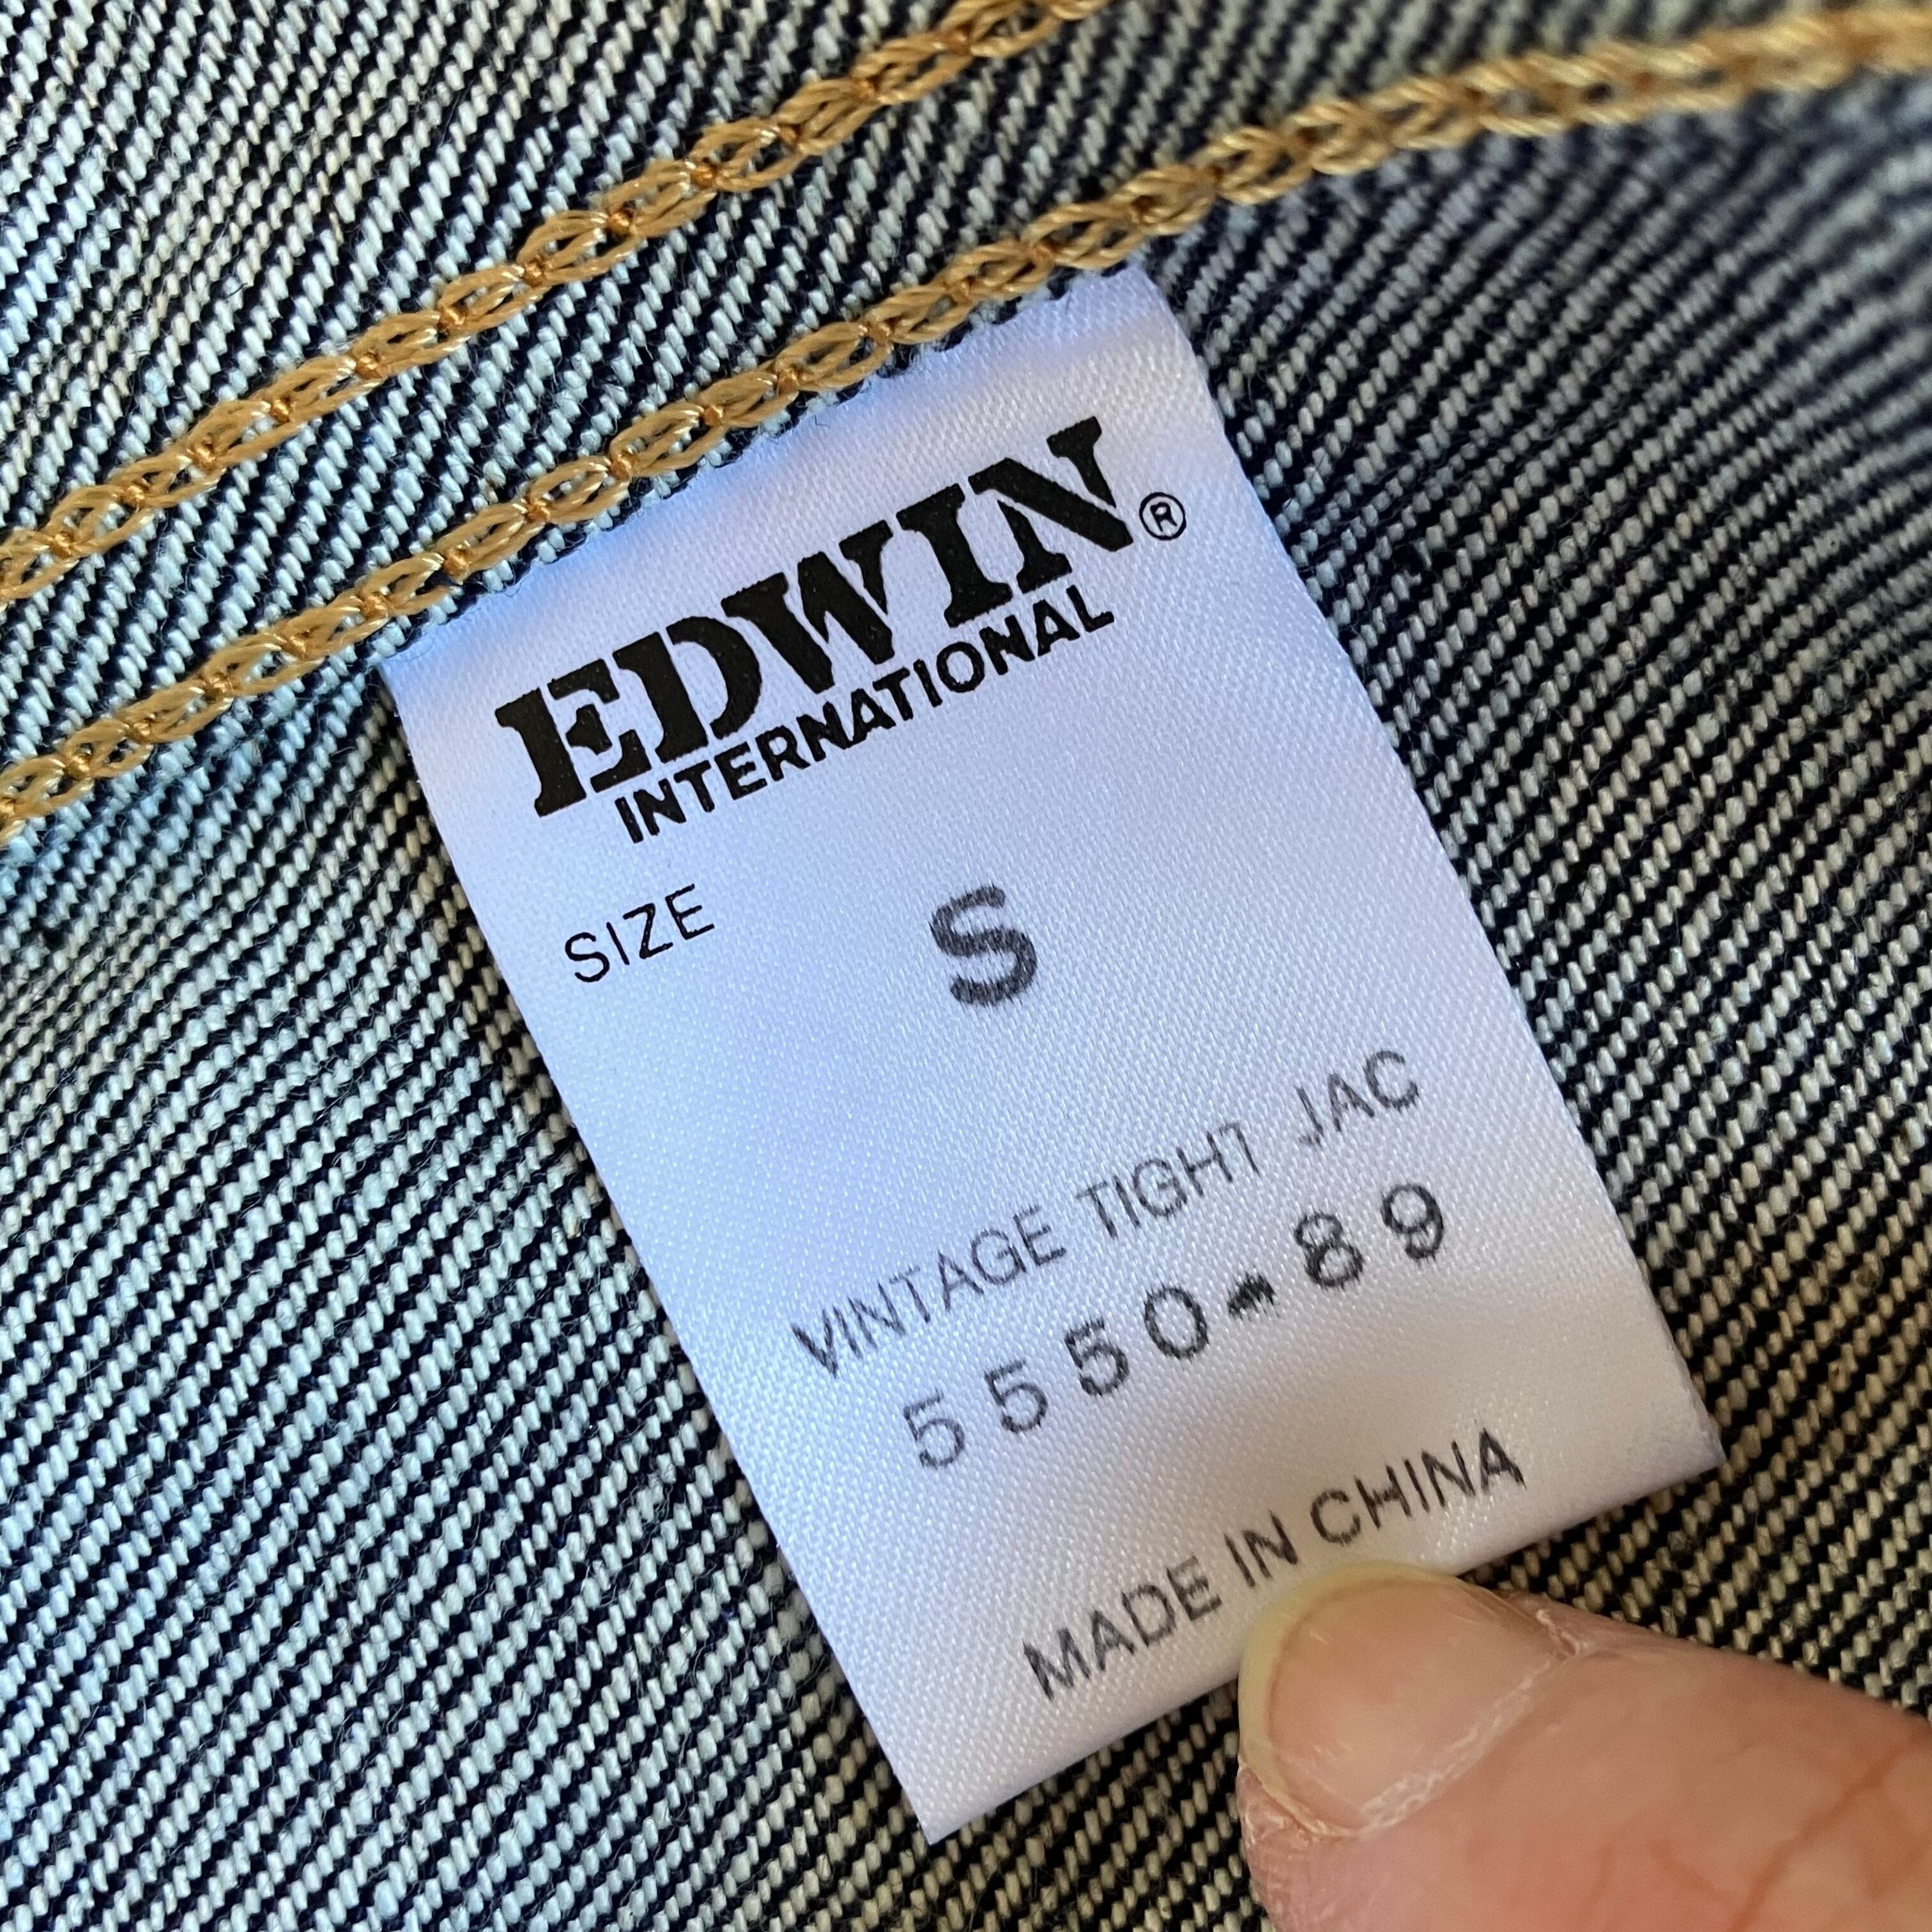 EDWIN®
INTERNATIONAL
SIZE S
VINTAGE TIGHT JAC
5550-89
MADE IN CHINA